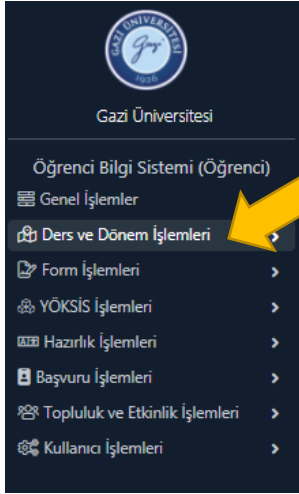 GAZİ ÜNİVERSİTESİ
Gazi
1926
Gazi Üniversitesi
Öğrenci Bilgi Sistemi (Öğrenci)
Genel İşlemler
Ders ve Dönem İşlemleri
Form İşlemleri
YÖKSİS İşlemleri
Hazırlık İşlemleri
Başvuru İşlemleri
Topluluk ve Etkinlik İşlemleri
Kullanıcı İşlemleri